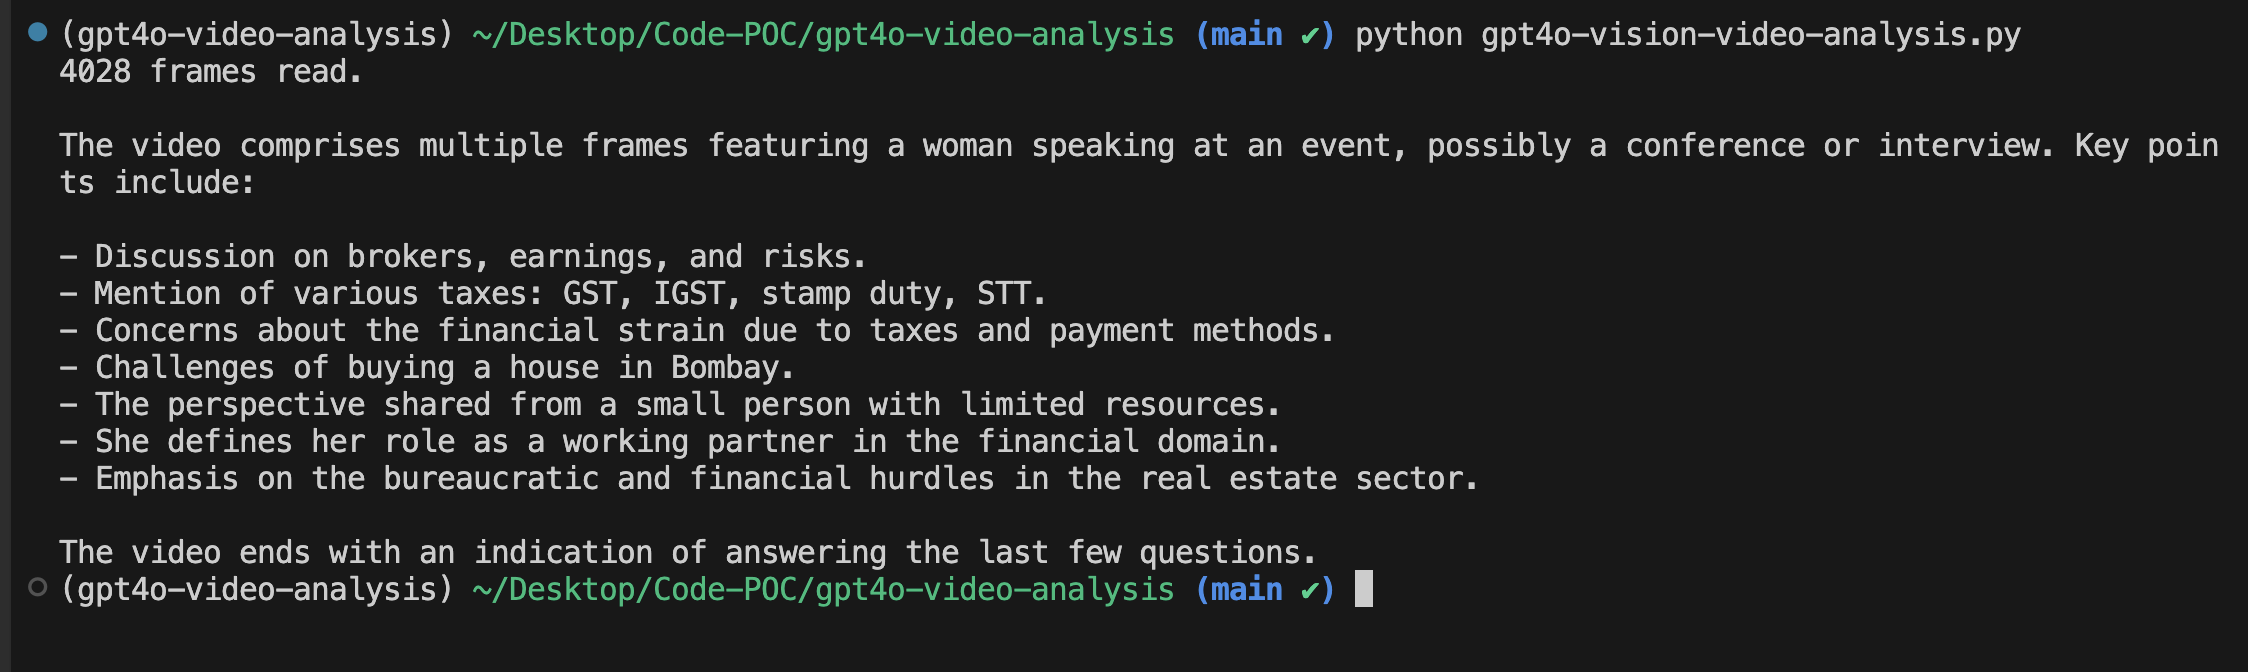 (gpt4o-video-analysis) ~/Desktop/Code-POC/gpt4o-video-analysis (main ✔) python gpt4o-vision-video-analysis.py
4028 frames read.
The video comprises multiple frames featuring a woman speaking at an event, possibly a conference or interview. Key poin
ts include:
- Discussion on brokers, earnings, and risks.
- Mention of various taxes: GST, IGST, stamp duty, STT.
- Concerns about the financial strain due to taxes and payment methods.
- Challenges of buying a house in Bombay.
- The perspective shared from a small person with limited resources.
- She defines her role as a working partner in the financial domain.
- Emphasis on the bureaucratic and financial hurdles in the real estate sector.
The video ends with an indication of answering the last few questions.
(gpt4o-video-analysis) ~/Desktop/Code-POC/gpt4o-video-analysis (main ✔)